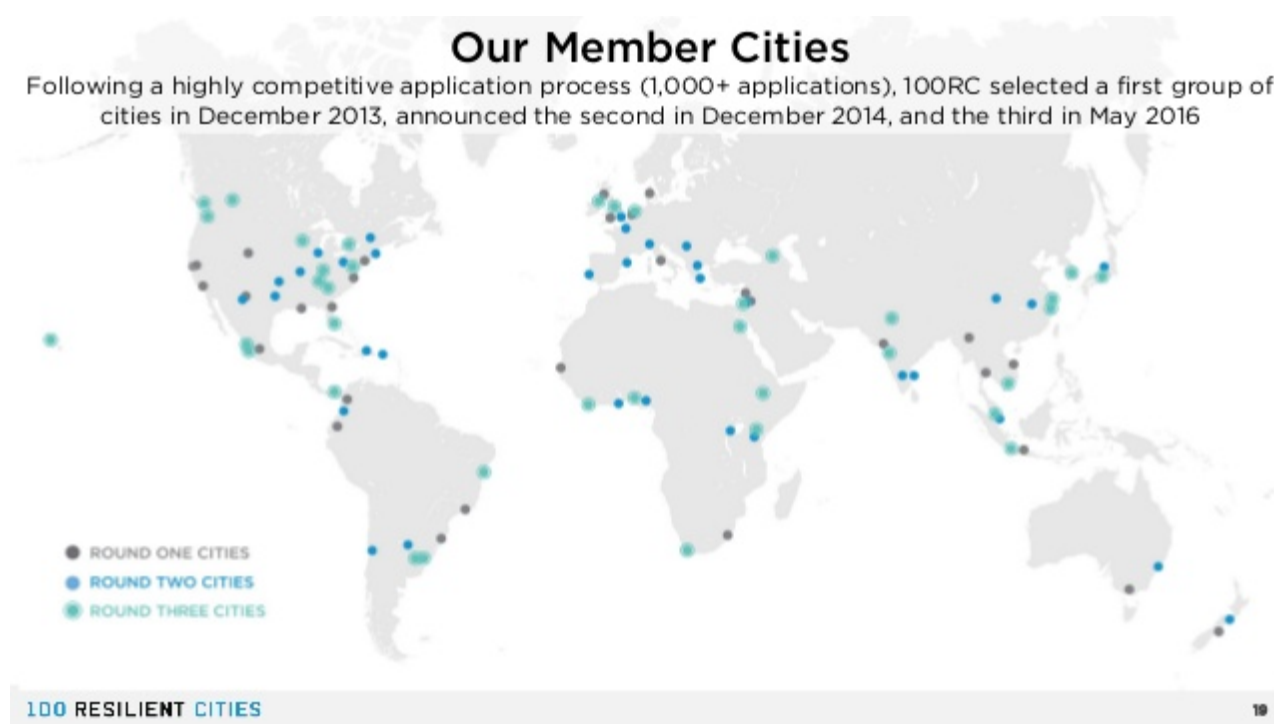 Our Member Cities
Following a highly competitive application process (1,000+ applications), 100RC selected a first group of
cities in December 2013, announced the second in December 2014, and the third in May 2016
ROUND ONE CITIES
ROUND TWO CITIES
ROUND THREE CITIES
100 RESILIENT CITIES
19